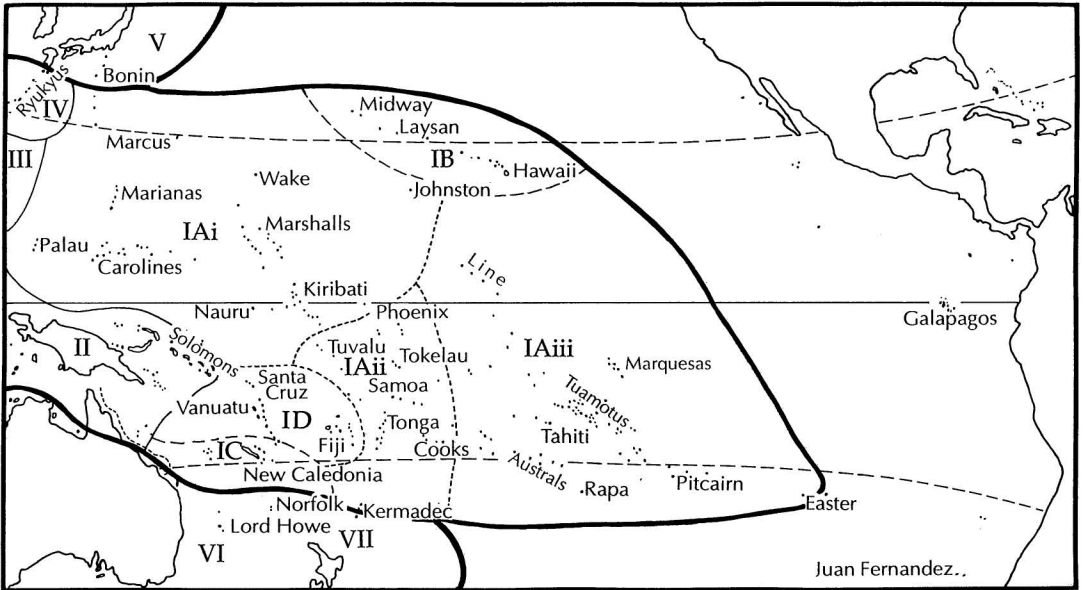 V
Bonin
Ryukyus
IV
Midway
Laysan
Marcus
III
IB
Hawaii
Wake
Johnston
Marianas
Marshalls
IAi
Palau
Carolines
Line
Kiribati
Nauru
Phoenix
Galapagos
Solomons
II
Tuvalu
Tokelau
IAiii
Marquesas
IAii
Santa
Cruz
Samoa
Tuamotus
Vanuatu
ID
Tonga
Tahiti
Fiji
Cooks
IC
New Caledonia
Australs
Rapa
Pitcairn
Norfolk
Kermadec
Easter
Lord Howe
VI
VII
Juan Fernandez